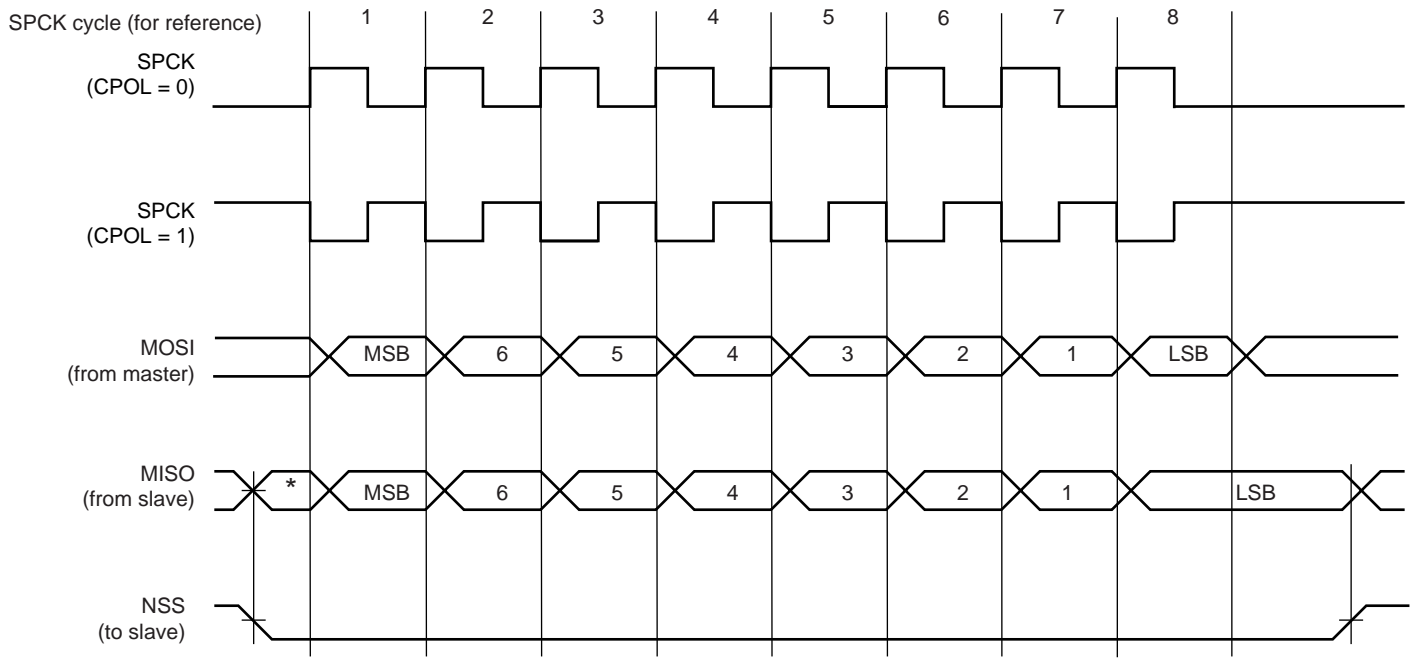 SPCK cycle (for reference)
1 2 3 4 5 6 7 8
SPCK
(CPOL = 0)
SPCK
(CPOL = 1)
MOSI
(from master)
MSB 6 5 4 3 2 1 LSB
MISO
(from slave)
* MSB 6 5 4 3 2 1 LSB
NSS
(to slave)